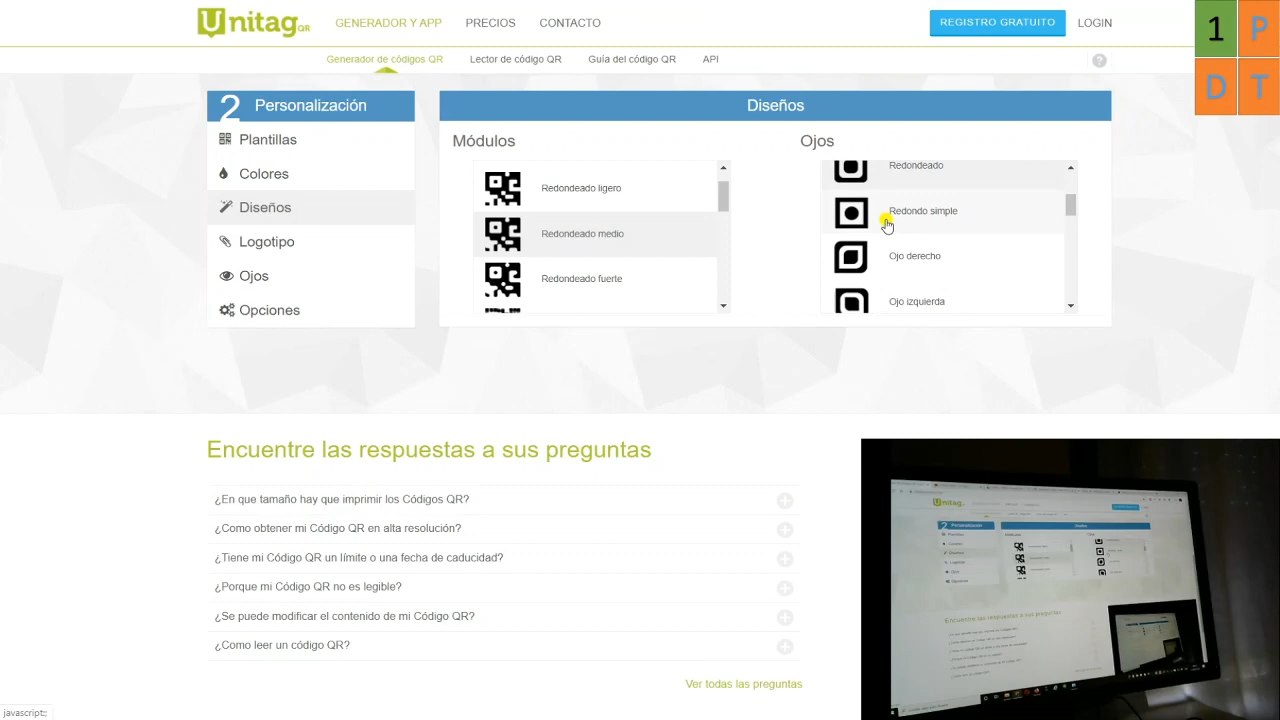 Unitag QR
GENERADOR Y APP
PRECIOS
CONTACTO
REGISTRO GRATUITO
LOGIN
1 P
D T
Generador de códigos QR
Lector de código QR
Guía del código QR
API
?
2 Personalización
Plantillas
Colores
Diseños
Logotipo
Ojos
Opciones
Diseños
Módulos
Redondeado ligero
Redondeado medio
Redondeado fuerte
Ojos
Redondeado
Redondo simple
Ojo derecho
Ojo izquierda
Encuentre las respuestas a sus preguntas
¿En que tamaño hay que imprimir los Códigos QR?
¿Como obtener mi Código QR en alta resolución?
¿Tiene mi Código QR un límite o una fecha de caducidad?
¿Porque mi Código QR no es legible?
¿Se puede modificar el contenido de mi Código QR?
¿Como leer un código QR?
Ver todas las preguntas
Unitag
2 Personalización
Diseños
javascript:;